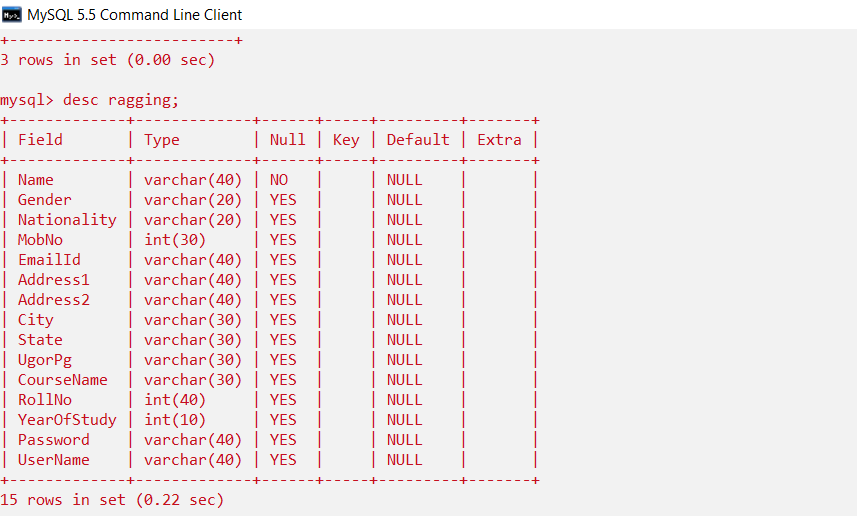 MySQL 5.5 Command Line Client
+-------------------------+
3 rows in set (0.00 sec)
mysql> desc ragging;
+-------------+-------------+------+-----+---------+-------+
| Field       | Type        | Null | Key | Default | Extra |
+-------------+-------------+------+-----+---------+-------+
| Name        | varchar(40) | NO   |     | NULL    |       |
| Gender      | varchar(20) | YES  |     | NULL    |       |
| Nationality | varchar(20) | YES  |     | NULL    |       |
| MobNo       | int(30)     | YES  |     | NULL    |       |
| EmailId     | varchar(40) | YES  |     | NULL    |       |
| Address1    | varchar(40) | YES  |     | NULL    |       |
| Address2    | varchar(40) | YES  |     | NULL    |       |
| City        | varchar(30) | YES  |     | NULL    |       |
| State       | varchar(30) | YES  |     | NULL    |       |
| UgorPg      | varchar(30) | YES  |     | NULL    |       |
| CourseName  | varchar(30) | YES  |     | NULL    |       |
| RollNo      | int(40)     | YES  |     | NULL    |       |
| YearOfStudy | int(10)     | YES  |     | NULL    |       |
| Password    | varchar(40) | YES  |     | NULL    |       |
| UserName    | varchar(40) | YES  |     | NULL    |       |
+-------------+-------------+------+-----+---------+-------+
15 rows in set (0.22 sec)